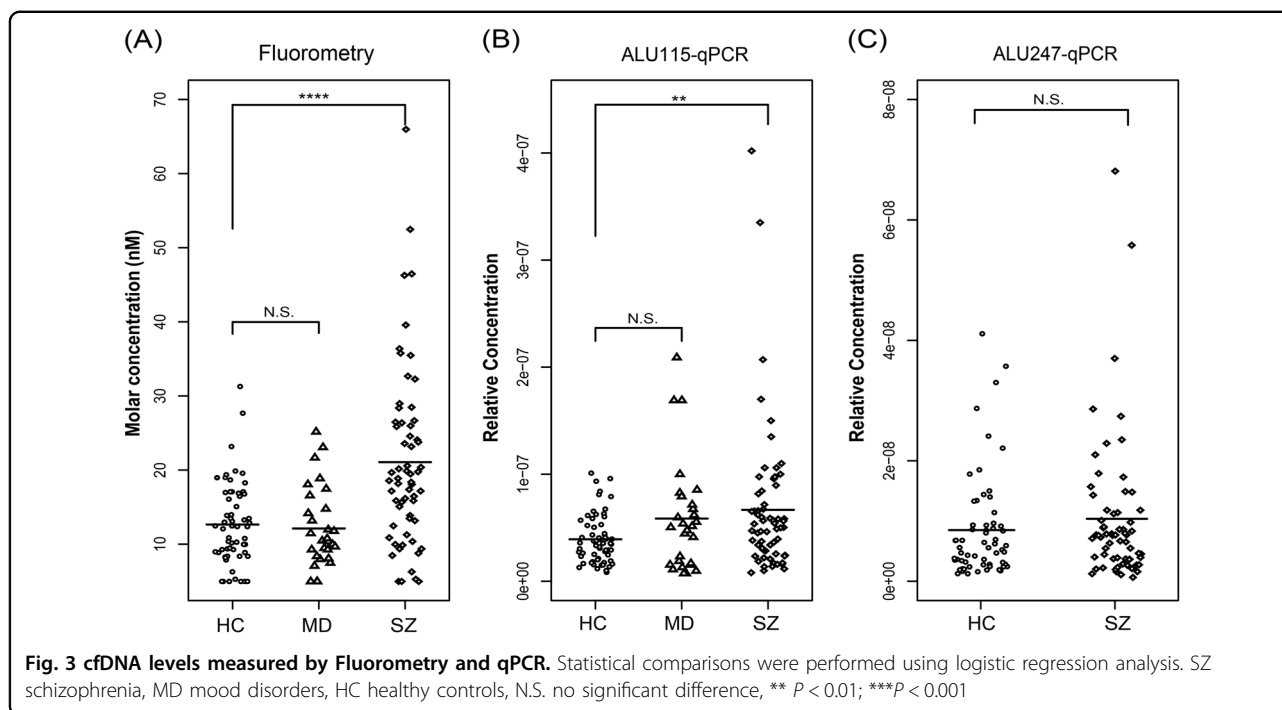 (A)
Fluorometry
Molar concentration (nM)
70
60
50
40
30
20
10
****
N.S.
HC MD SZ
(B)
ALU115-qPCR
Relative Concentration
4e-07
3e-07
2e-07
1e-07
0e+00
**
N.S.
HC MD SZ
(C)
ALU247-qPCR
Relative Concentration
8e-08
6e-08
4e-08
2e-08
0e+00
N.S.
HC SZ
Fig. 3 cfDNA levels measured by Fluorometry and qPCR. Statistical comparisons were performed using logistic regression analysis. SZ
schizophrenia, MD mood disorders, HC healthy controls, N.S. no significant difference, ** P < 0.01; ***P < 0.001